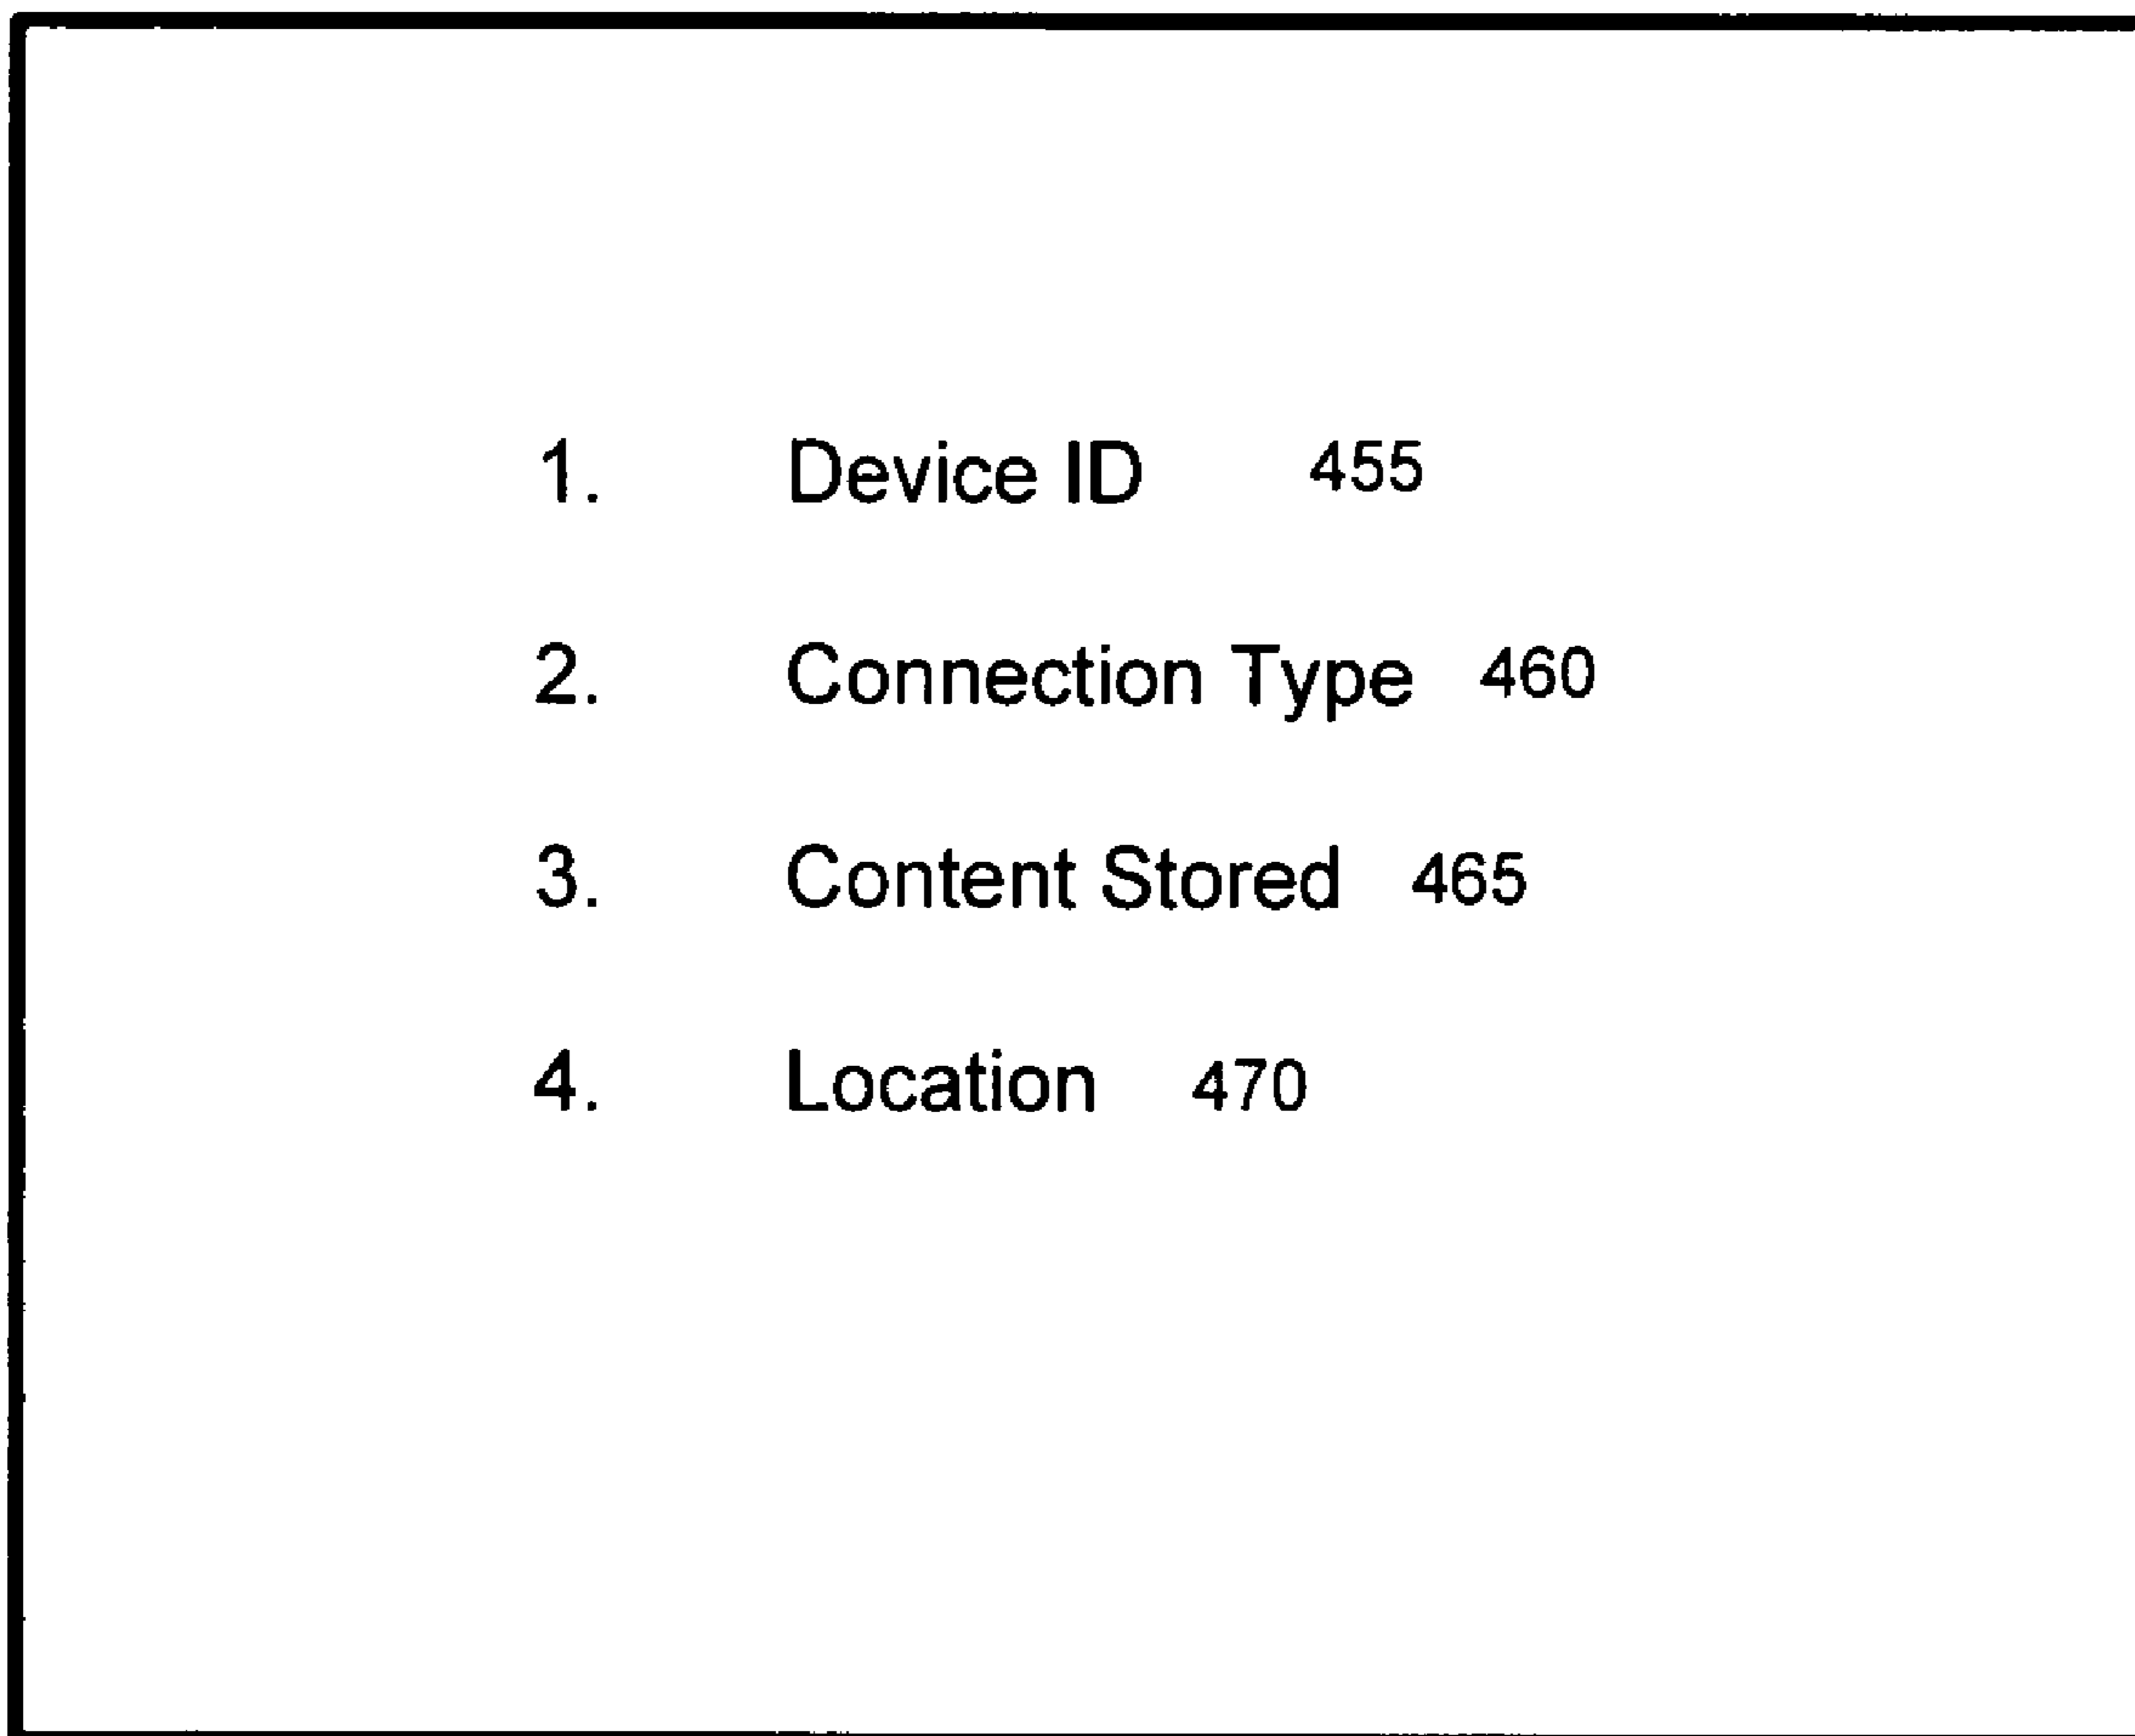 1. Device ID 455
2. Connection Type 460
3. Content Stored 465
4. Location 470